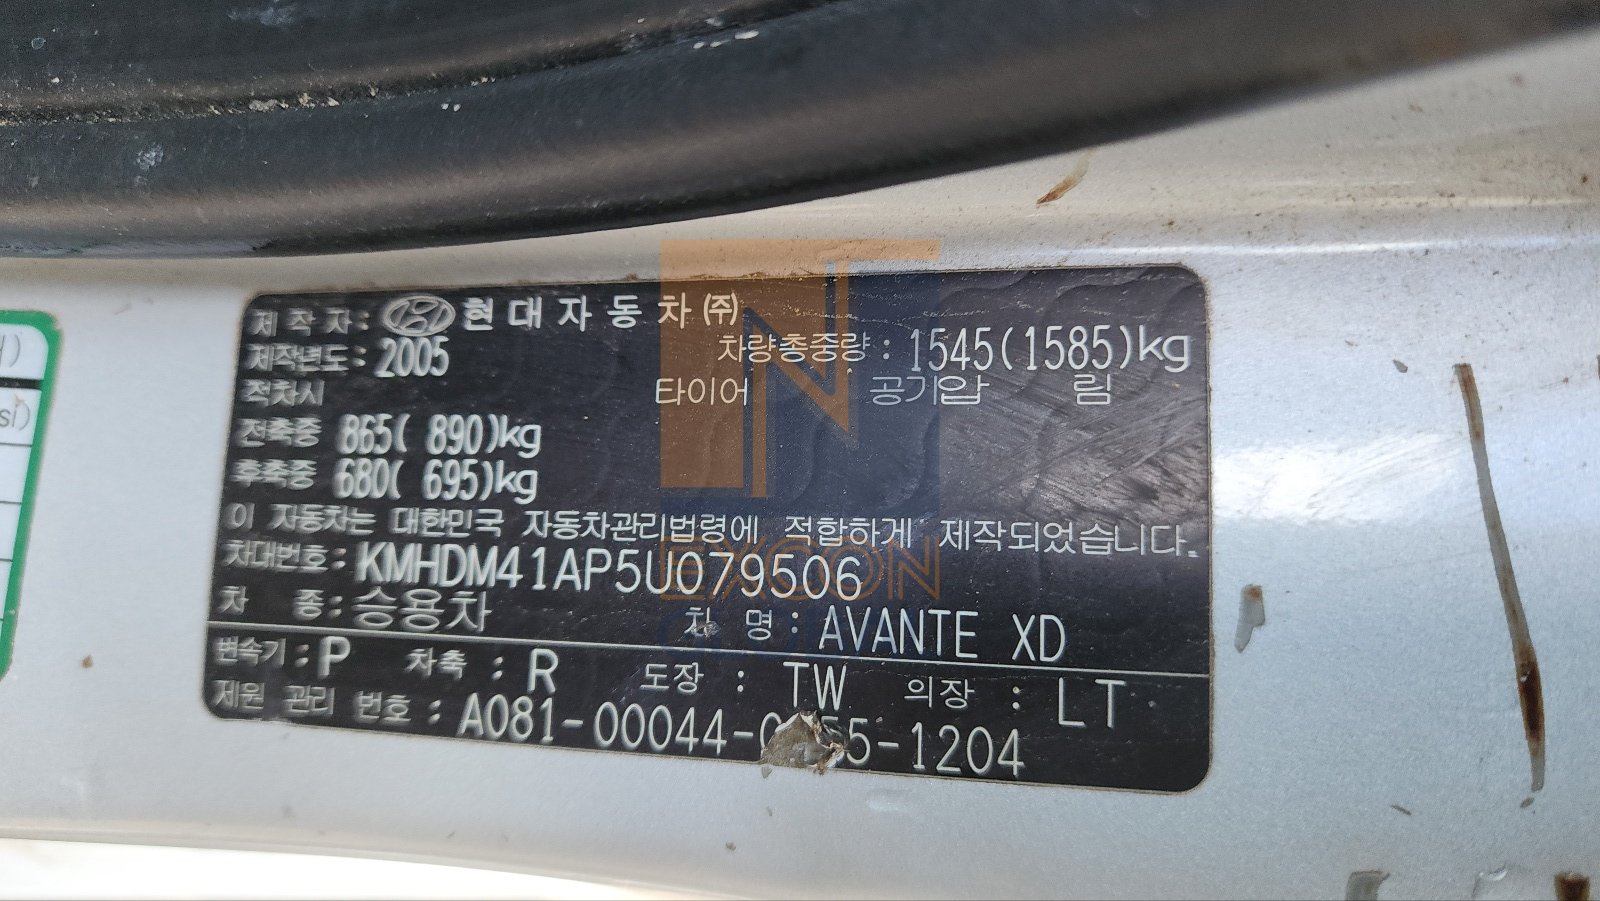 제 작 자 : 현 대 자 동 차 ㈜
제작년도 : 2005 차량총중량 : 1545(1585)kg
적차시 타이어 공기압 림
전축중 865( 890)kg
후축중 680( 695)kg
이 자동차는 대한민국 자동차관리법령에 적합하게 제작되었습니다.
차대번호 : KMHDM41AP5U079506
차 종 : 승용차 차 명 : AVANTE XD
변속기 : P 차축 : R 도장 : TW 의장 : LT
제원 관리 번호 : A081-00044- 5-1204
si)
EXCON